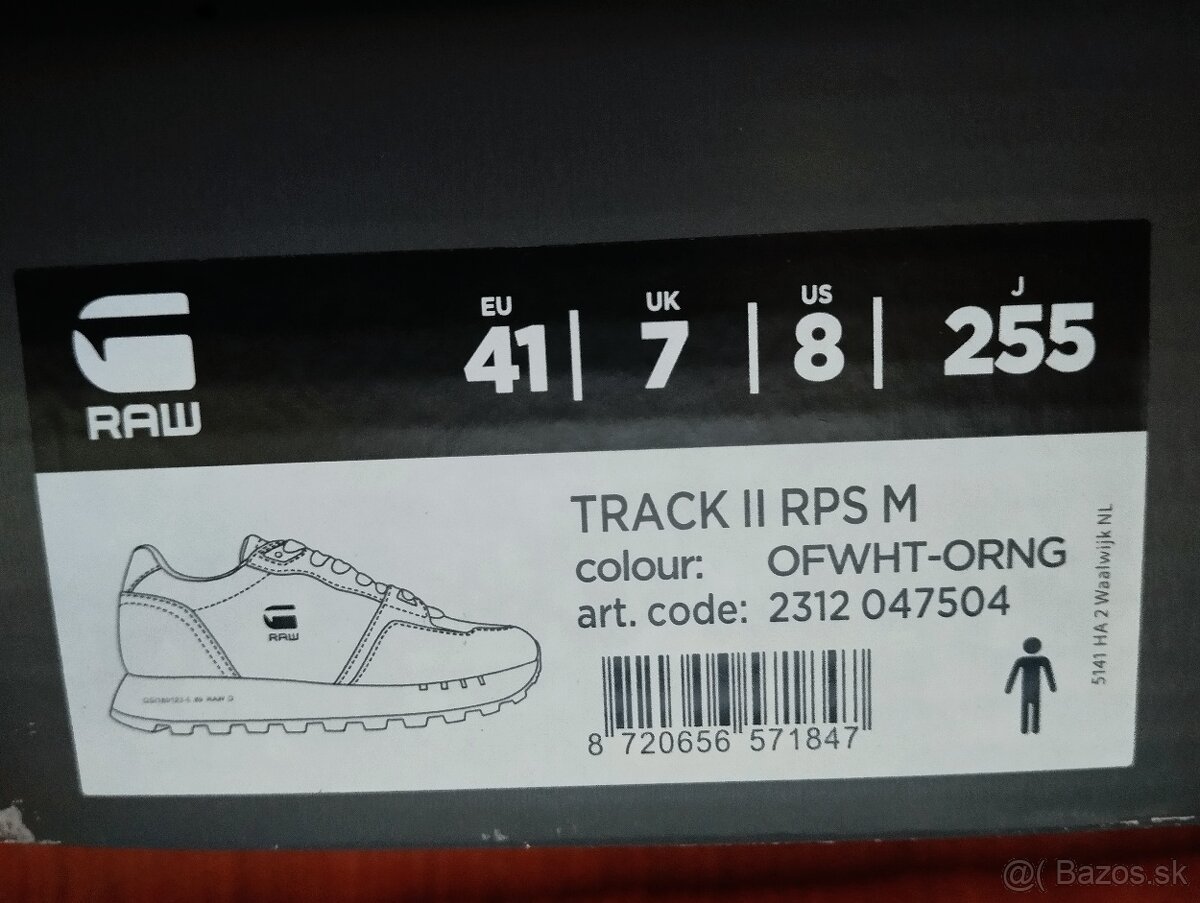 RAW
EU UK US J
41 | 7 | 8 | 255
TRACK II RPS M
colour: OFWHT-ORNG
art. code: 2312 047504
RAW
8 720656 571847
5141 HA 2 Waalwijk NL
@( Bazos.sk